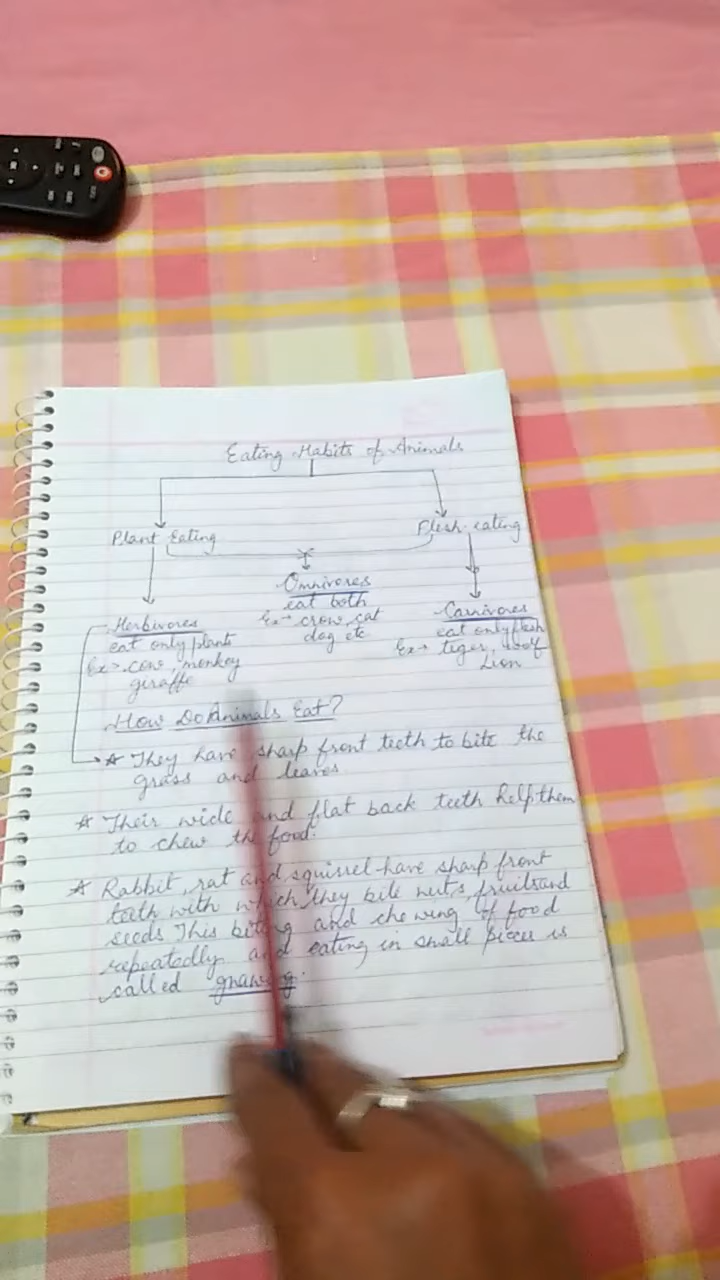 Eating Habits of Animals
Plant Eating
Flesh eating
Omnivores
eat both
Ex→ crow, cat
dog etc
Herbivores
eat only plants
Ex→ cow, monkey
giraffe
Carnivores
eat only flesh
Ex→ tiger, wolf
Lion
How Do Animals Eat?
☆ They have sharp front teeth to bite the
grass and leaves
☆ Their wide and flat back teeth help them
to chew the food.
☆ Rabbit, rat and squirrel have sharp front
teeth with which they bite nuts, fruits and
seeds This biting and chewing of food
repeatedly and eating in small pieces is
called gnawing.